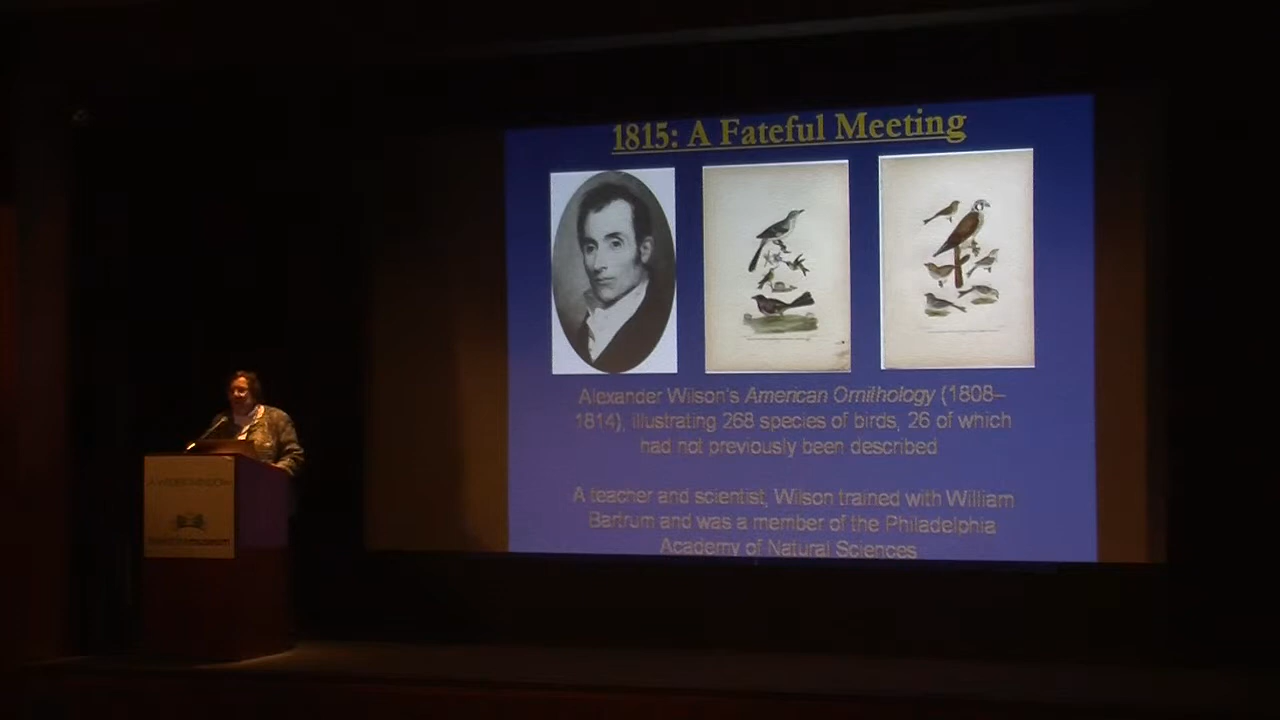 1815: A Fateful Meeting
Alexander Wilson's American Ornithology (1808–
1814), illustrating 268 species of birds, 26 of which
had not previously been described
A teacher and scientist, Wilson trained with William
Bartrum and was a member of the Philadelphia
Academy of Natural Sciences
museum